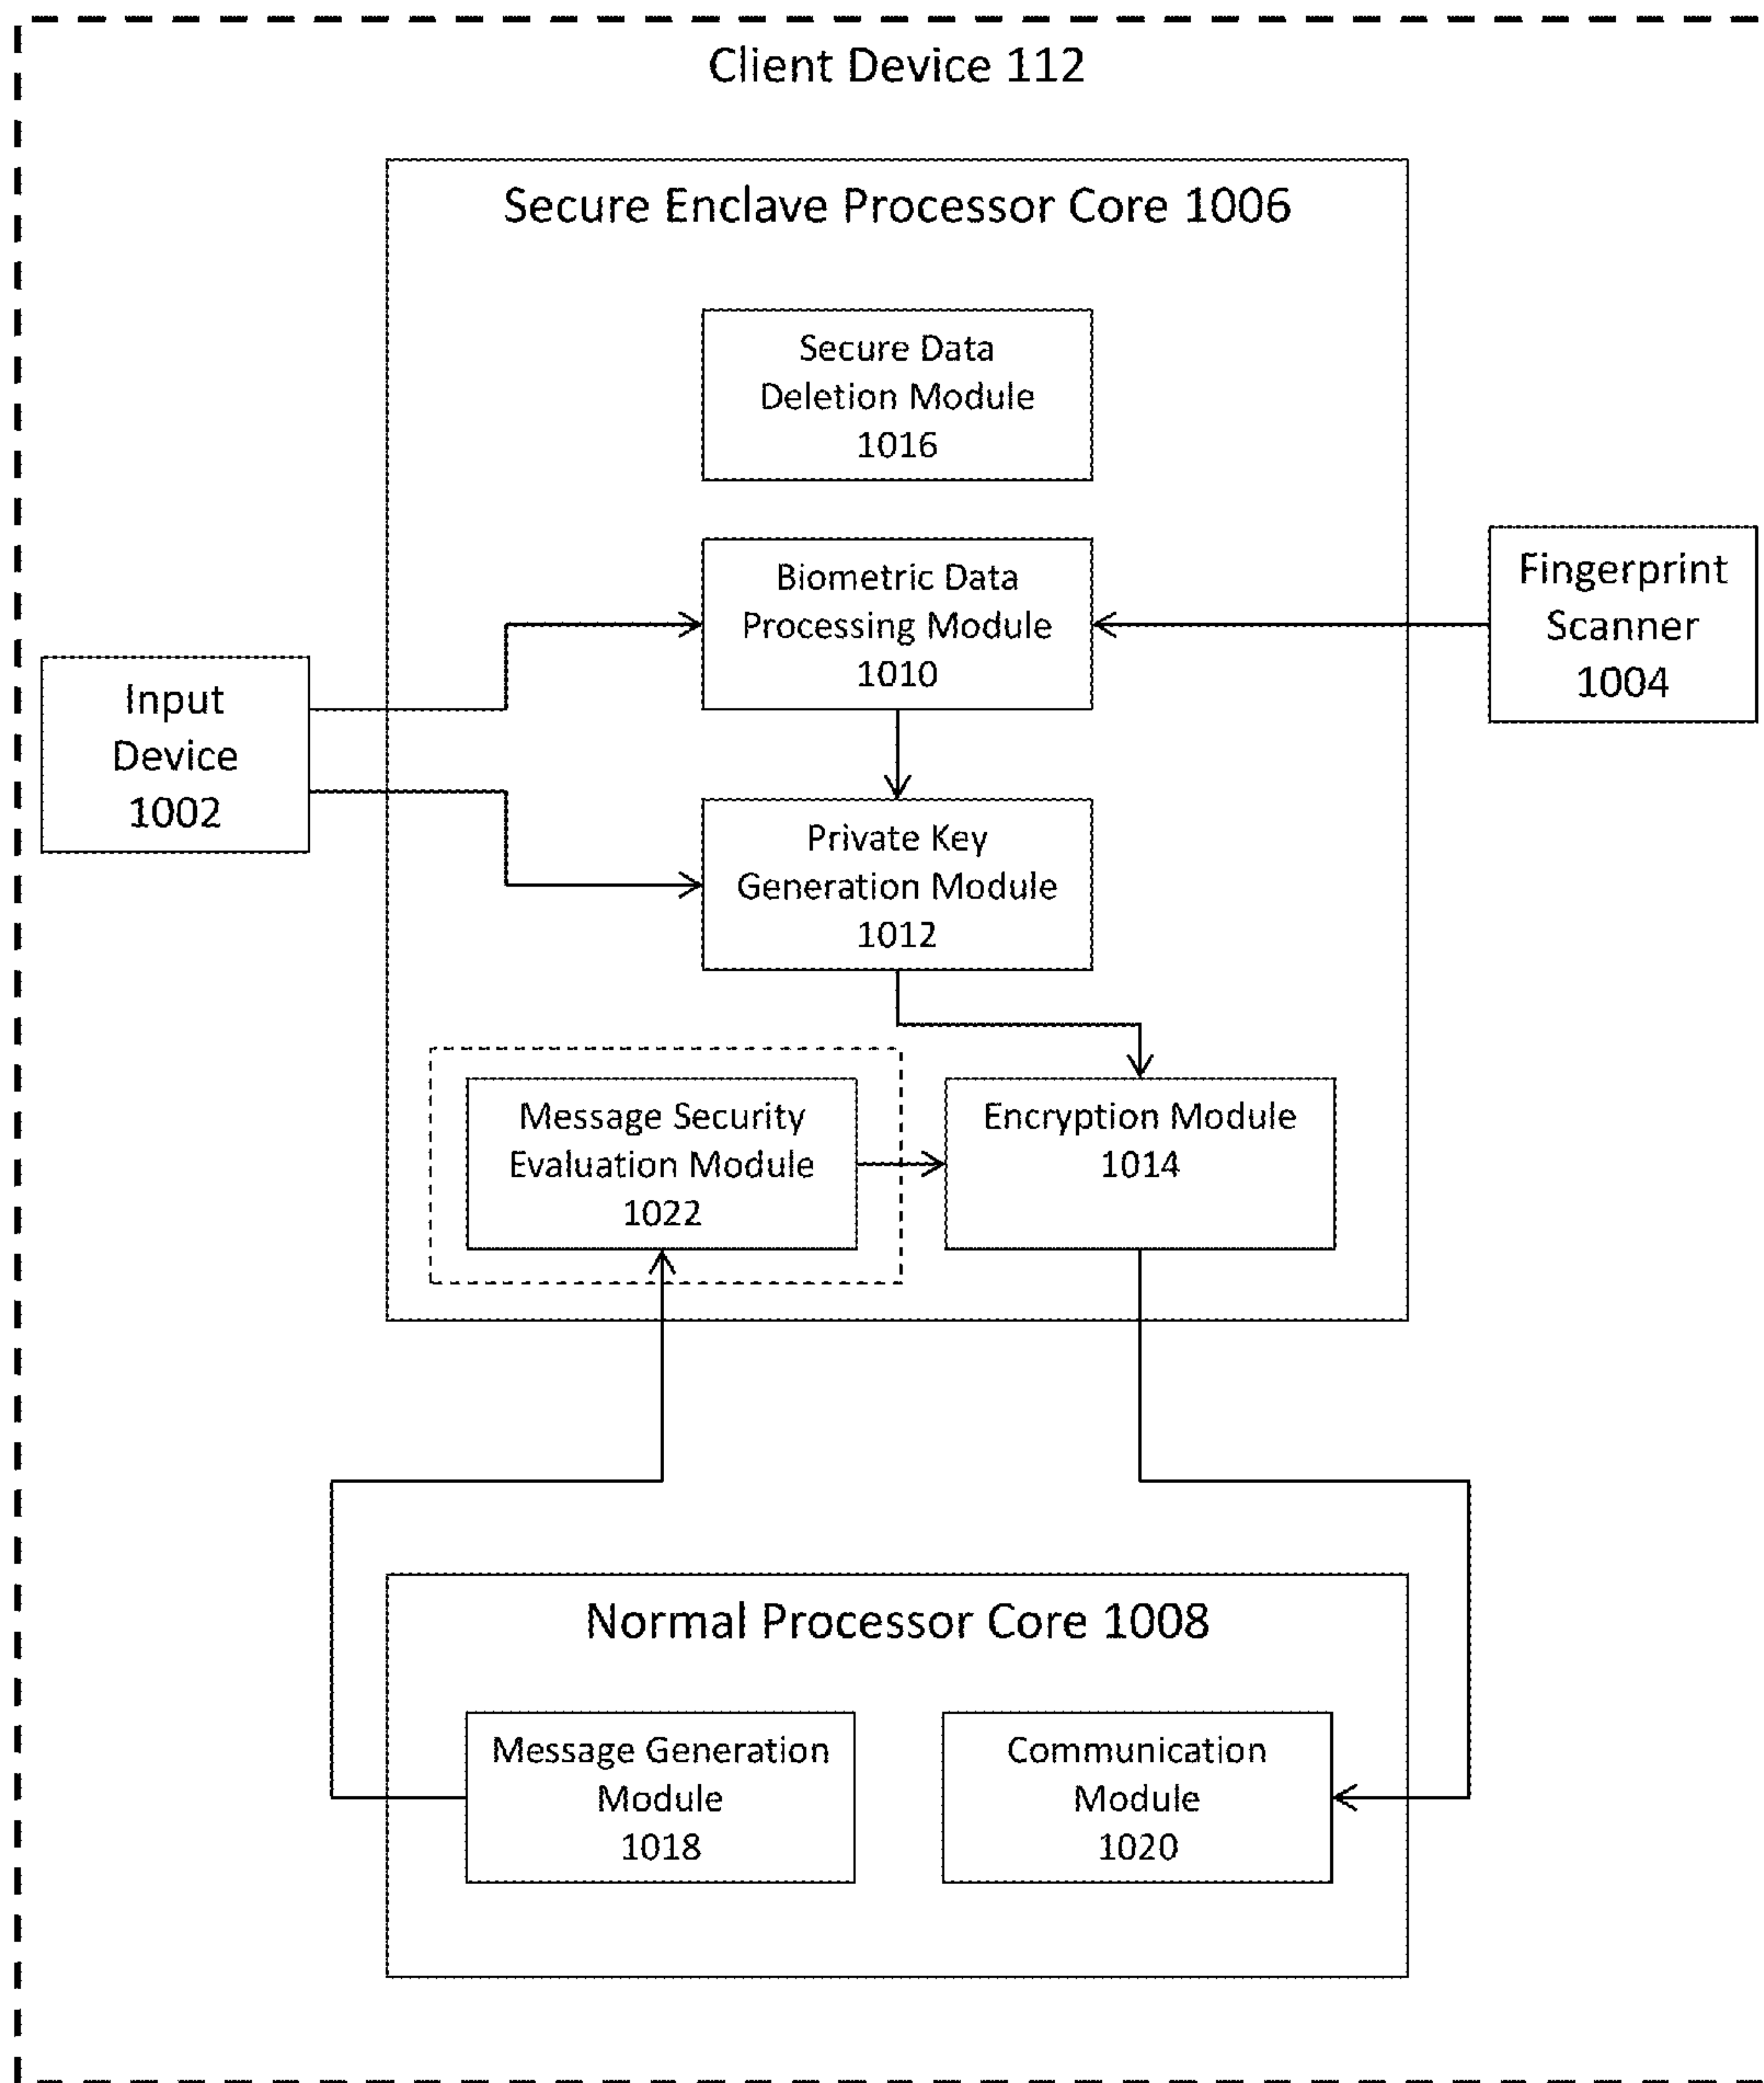 Client Device 112
Secure Enclave Processor Core 1006
Secure Data
Deletion Module
1016
Biometric Data
Processing Module
1010
Fingerprint
Scanner
1004
Input
Device
1002
Private Key
Generation Module
1012
Message Security
Evaluation Module
1022
Encryption Module
1014
Normal Processor Core 1008
Message Generation
Module
1018
Communication
Module
1020